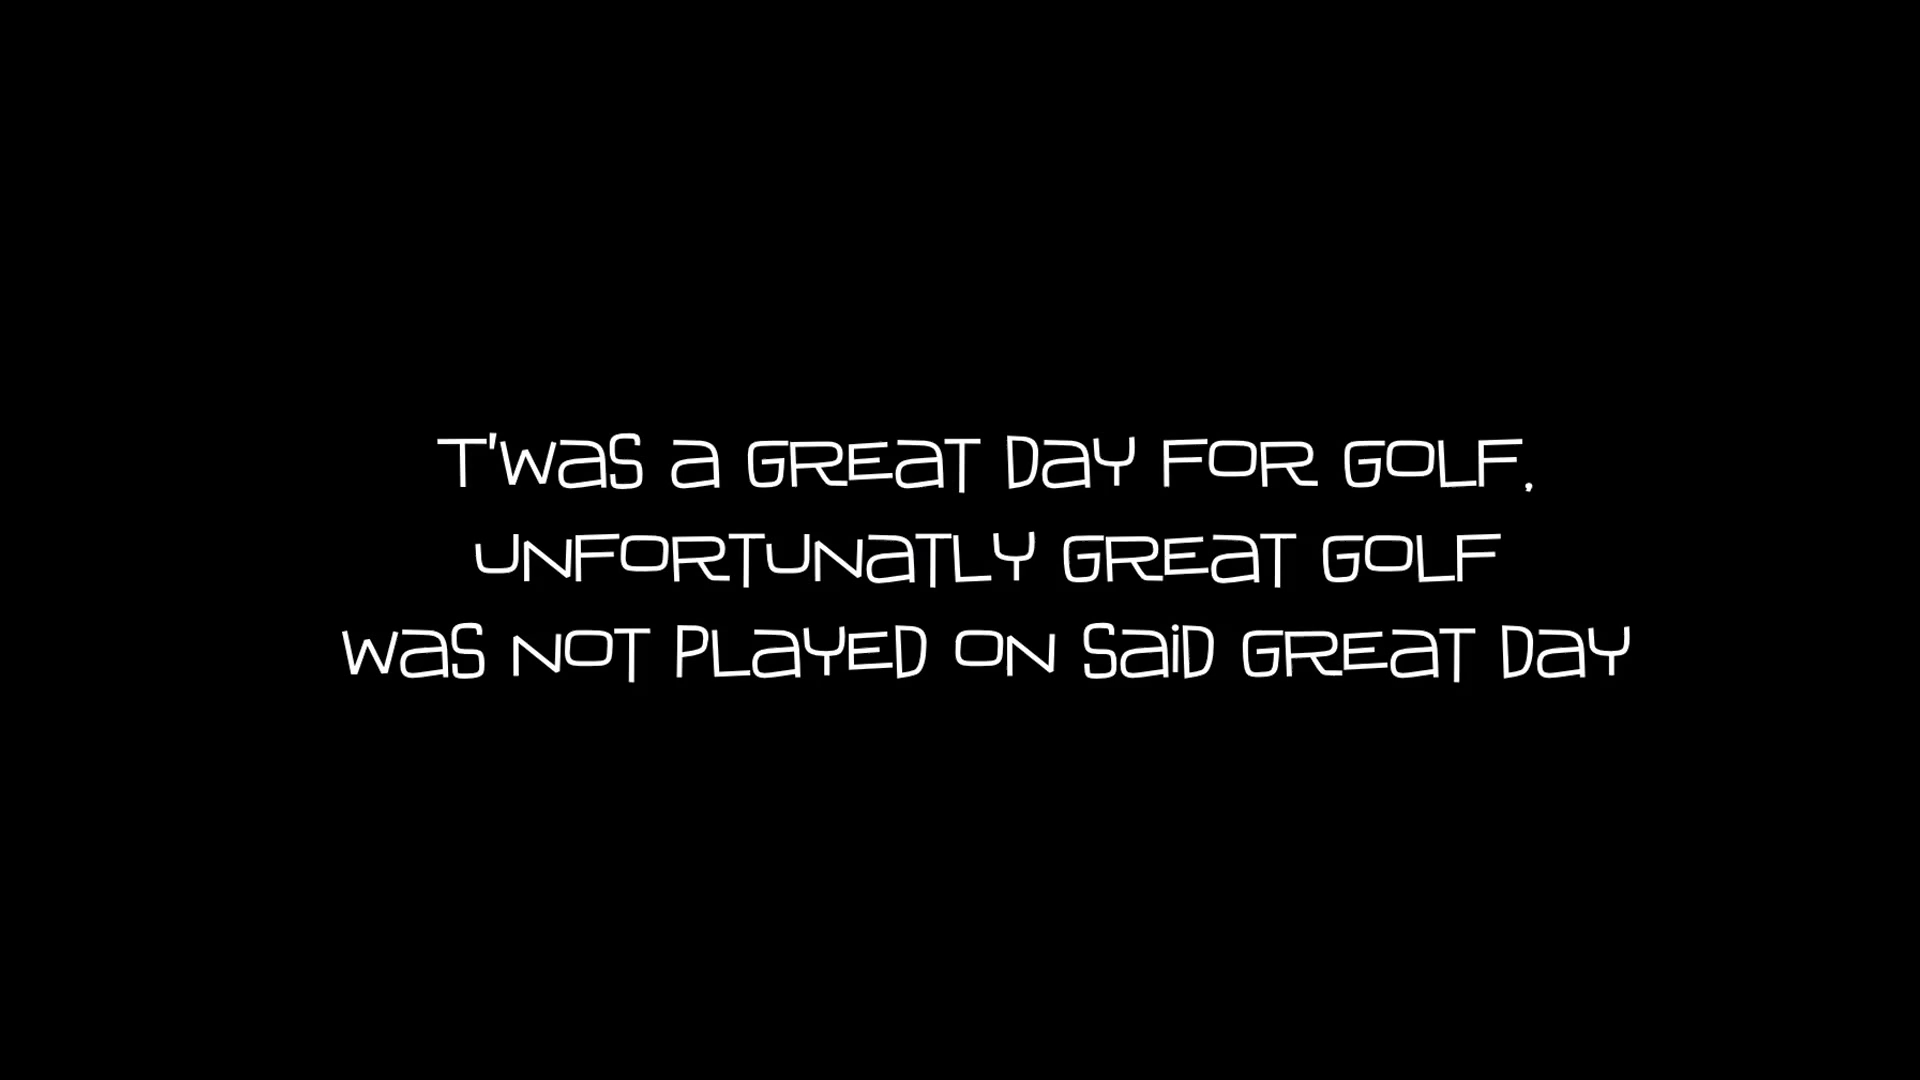 T'WAS A GREAT DAY FOR GOLF,
UNFORTUNATLY GREAT GOLF
WAS NOT PLAYED ON SAID GREAT DAY